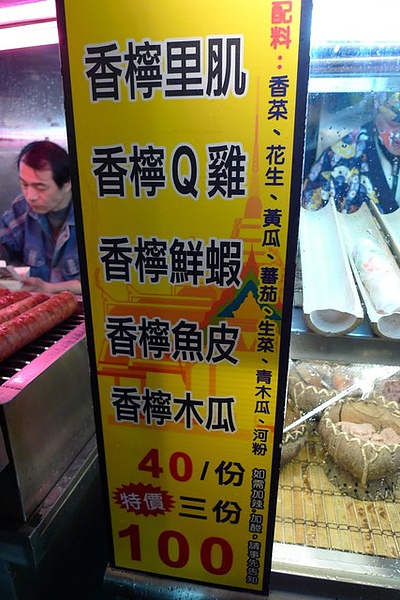 香檸里肌
香檸Q雞
香檸鮮蝦
香檸魚皮
香檸木瓜
40/份
特價 三份
100
配料：香菜、花生、黃瓜、蕃茄、生菜、青木瓜、河粉
如需加辣.加酸.請事先告知